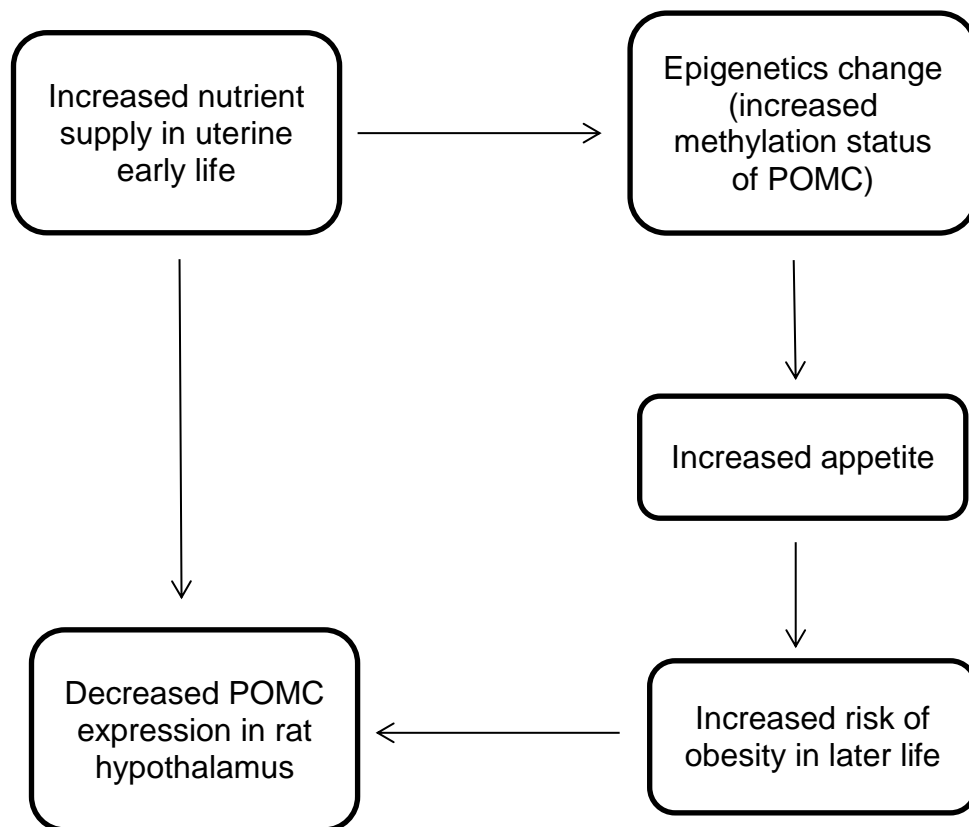 Increased nutrient
supply in uterine
early life
Epigenetics change
(increased
methylation status
of POMC)
Increased appetite
Decreased POMC
expression in rat
hypothalamus
Increased risk of
obesity in later life